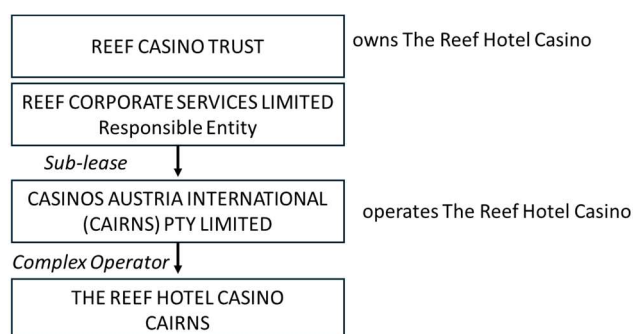 REEF CASINO TRUST
owns The Reef Hotel Casino
REEF CORPORATE SERVICES LIMITED
Responsible Entity
Sub-lease
CASINOS AUSTRIA INTERNATIONAL
(CAIRNS) PTY LIMITED
operates The Reef Hotel Casino
Complex Operator
THE REEF HOTEL CASINO
CAIRNS